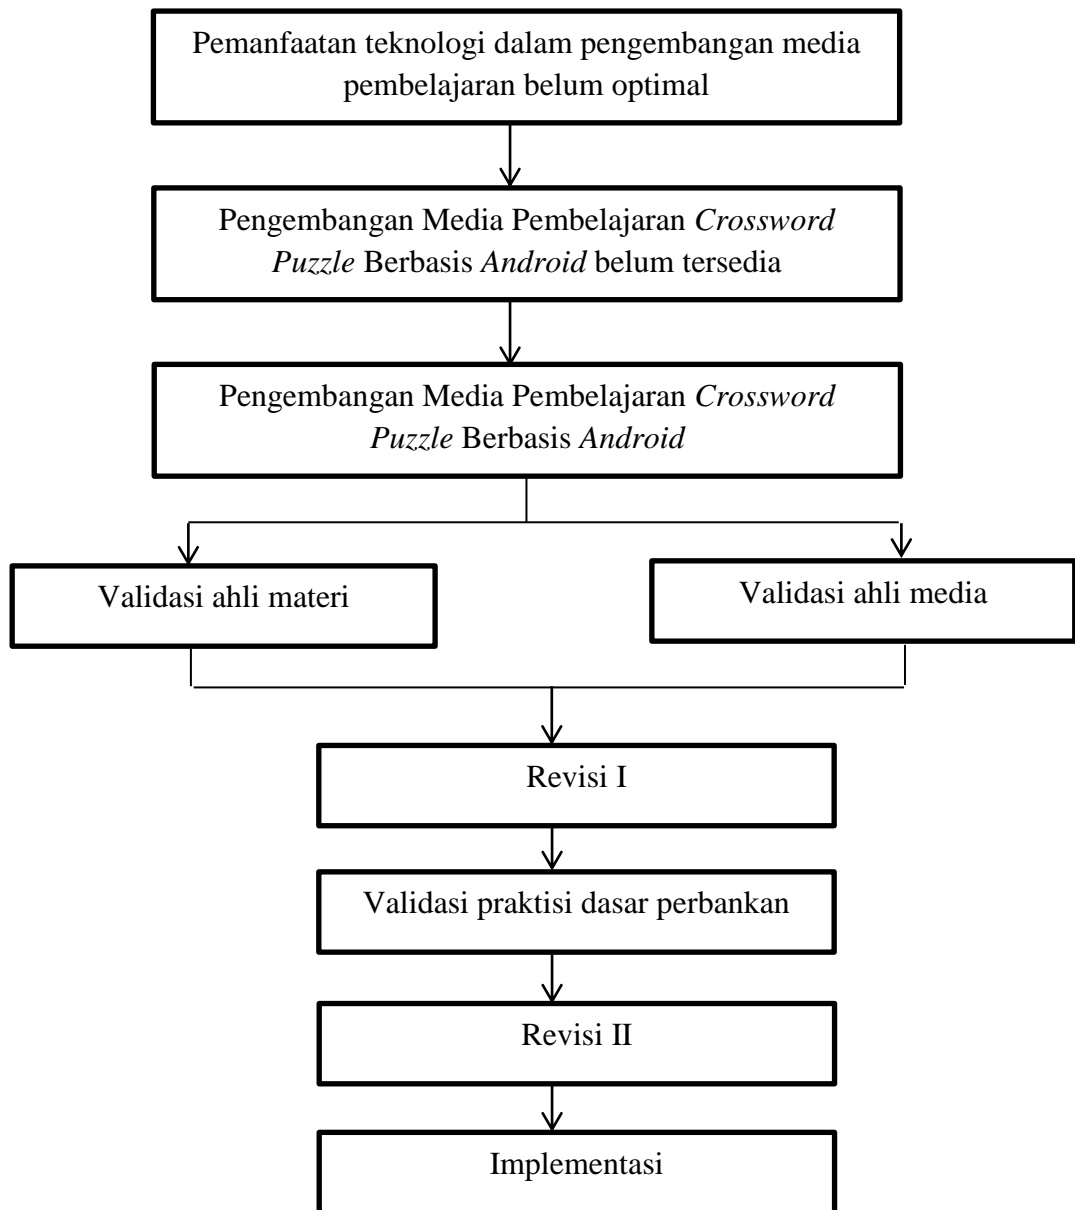 Pemanfaatan teknologi dalam pengembangan media
pembelajaran belum optimal
Pengembangan Media Pembelajaran Crossword
Puzzle Berbasis Android belum tersedia
Pengembangan Media Pembelajaran Crossword
Puzzle Berbasis Android
Validasi ahli materi
Validasi ahli media
Revisi I
Validasi praktisi dasar perbankan
Revisi II
Implementasi